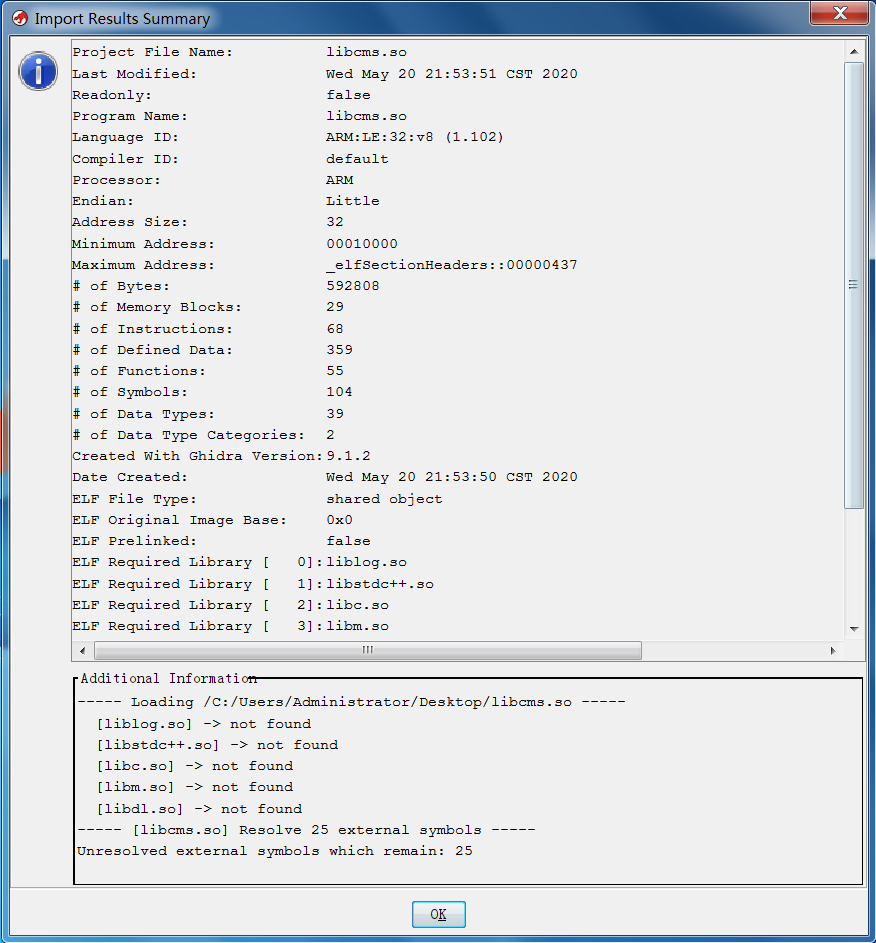 Import Results Summary
Project File Name: libcms.so
Last Modified: Wed May 20 21:53:51 CST 2020
Readonly: false
Program Name: libcms.so
Language ID: ARM:LE:32:v8 (1.102)
Compiler ID: default
Processor: ARM
Endian: Little
Address Size: 32
Minimum Address: 00010000
Maximum Address: _elfSectionHeaders::00000437
# of Bytes: 592808
# of Memory Blocks: 29
# of Instructions: 68
# of Defined Data: 359
# of Functions: 55
# of Symbols: 104
# of Data Types: 39
# of Data Type Categories: 2
Created With Ghidra Version: 9.1.2
Date Created: Wed May 20 21:53:50 CST 2020
ELF File Type: shared object
ELF Original Image Base: 0x0
ELF Prelinked: false
ELF Required Library [   0]: liblog.so
ELF Required Library [   1]: libstdc++.so
ELF Required Library [   2]: libc.so
ELF Required Library [   3]: libm.so
Additional Information
----- Loading /C:/Users/Administrator/Desktop/libcms.so -----
[liblog.so] -> not found
[libstdc++.so] -> not found
[libc.so] -> not found
[libm.so] -> not found
[libdl.so] -> not found
----- [libcms.so] Resolve 25 external symbols -----
Unresolved external symbols which remain: 25
OK